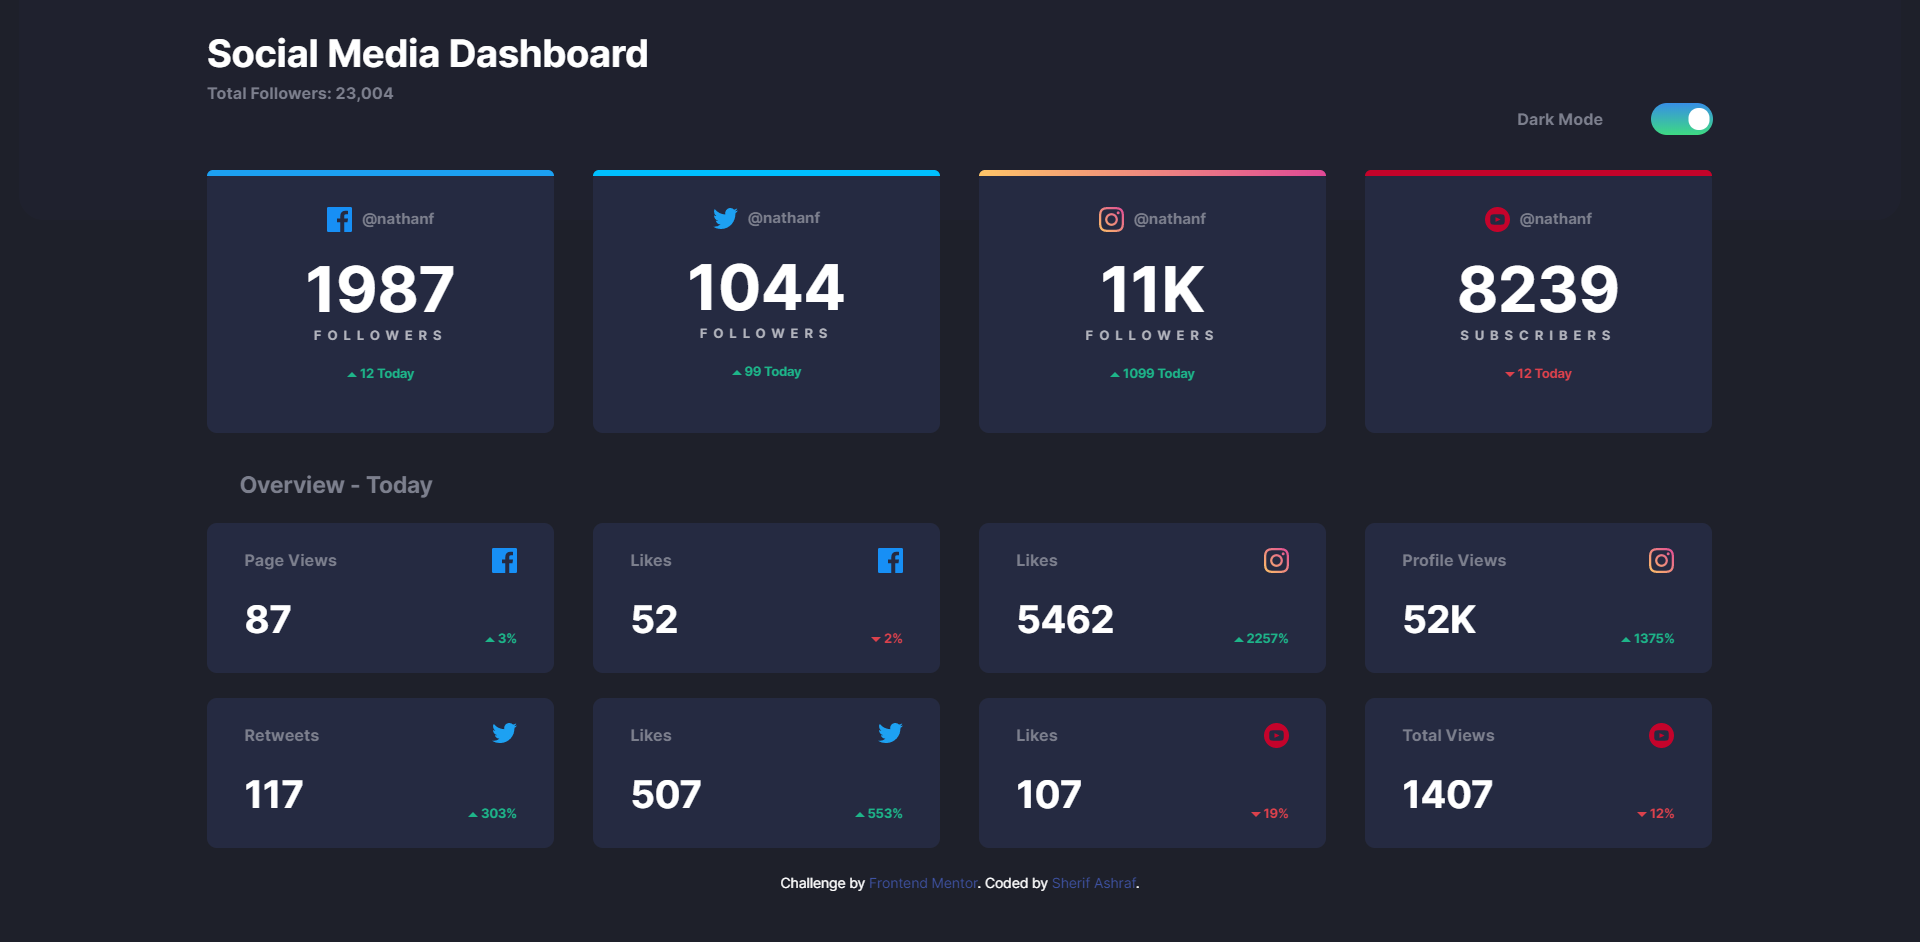 Social Media Dashboard
Total Followers: 23,004
Dark Mode
@nathanf
1987
FOLLOWERS
12 Today
@nathanf
1044
FOLLOWERS
99 Today
@nathanf
11K
FOLLOWERS
1099 Today
@nathanf
8239
SUBSCRIBERS
12 Today
Overview - Today
Page Views
87
3%
Likes
52
2%
Likes
5462
2257%
Profile Views
52K
1375%
Retweets
117
303%
Likes
507
553%
Likes
107
19%
Total Views
1407
12%
Challenge by Frontend Mentor. Coded by Sherif Ashraf.